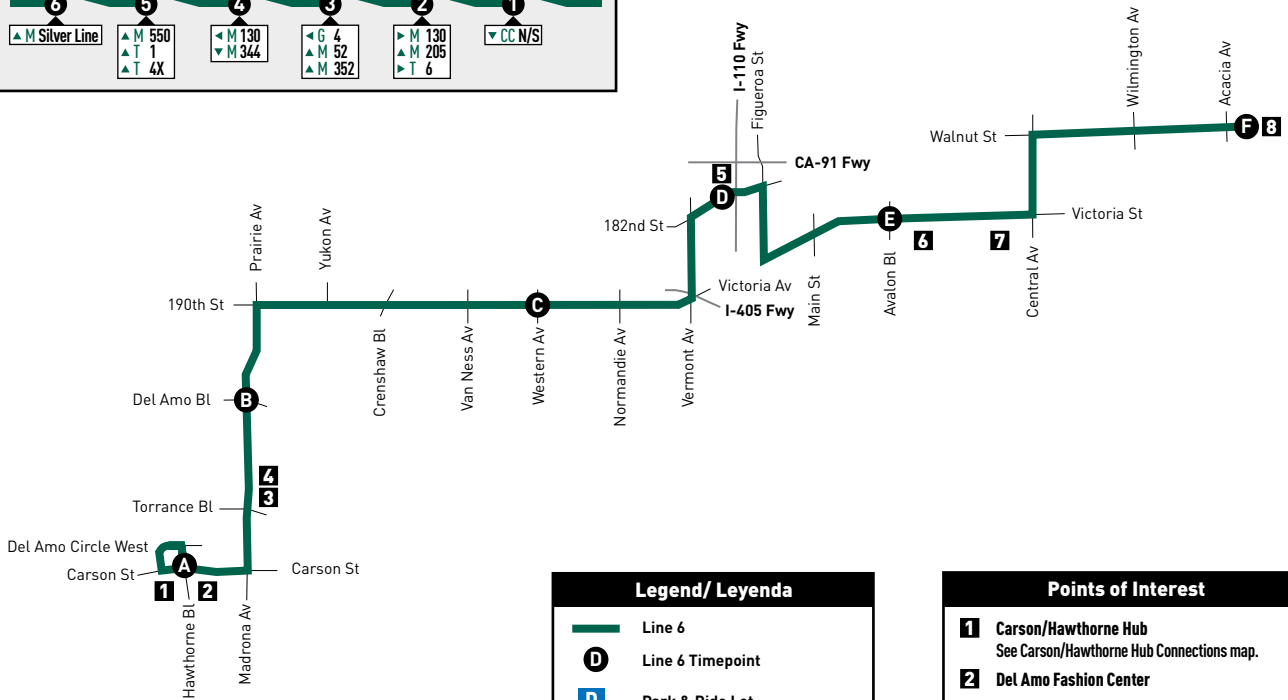 6
5
4
3
2
1
▲ M Silver Line
▲ M 550
▲ T 1
▲ T 4X
◄ M 130
▼ M 344
◄ G 4
▲ M 52
▲ M 352
► M 130
▲ M 205
► T 6
▼ CC N/S
I-110 Fwy
Figueroa St
Wilmington Av
Acacia Av
Walnut St
F 8
CA-91 Fwy
5
D
182nd St
E
Victoria St
6
7
Prairie Av
Yukon Av
190th St
C
Victoria Av
I-405 Fwy
Main St
Avalon Bl
Central Av
Crenshaw Bl
Van Ness Av
Western Av
Normandie Av
Vermont Av
Del Amo Bl
B
4
3
Torrance Bl
Del Amo Circle West
Carson St
A
Carson St
1
2
Hawthorne Bl
Madrona Av
Legend/ Leyenda
Line 6
D Line 6 Timepoint
Points of Interest
1 Carson/Hawthorne Hub
See Carson/Hawthorne Hub Connections map.
2 Del Amo Fashion Center